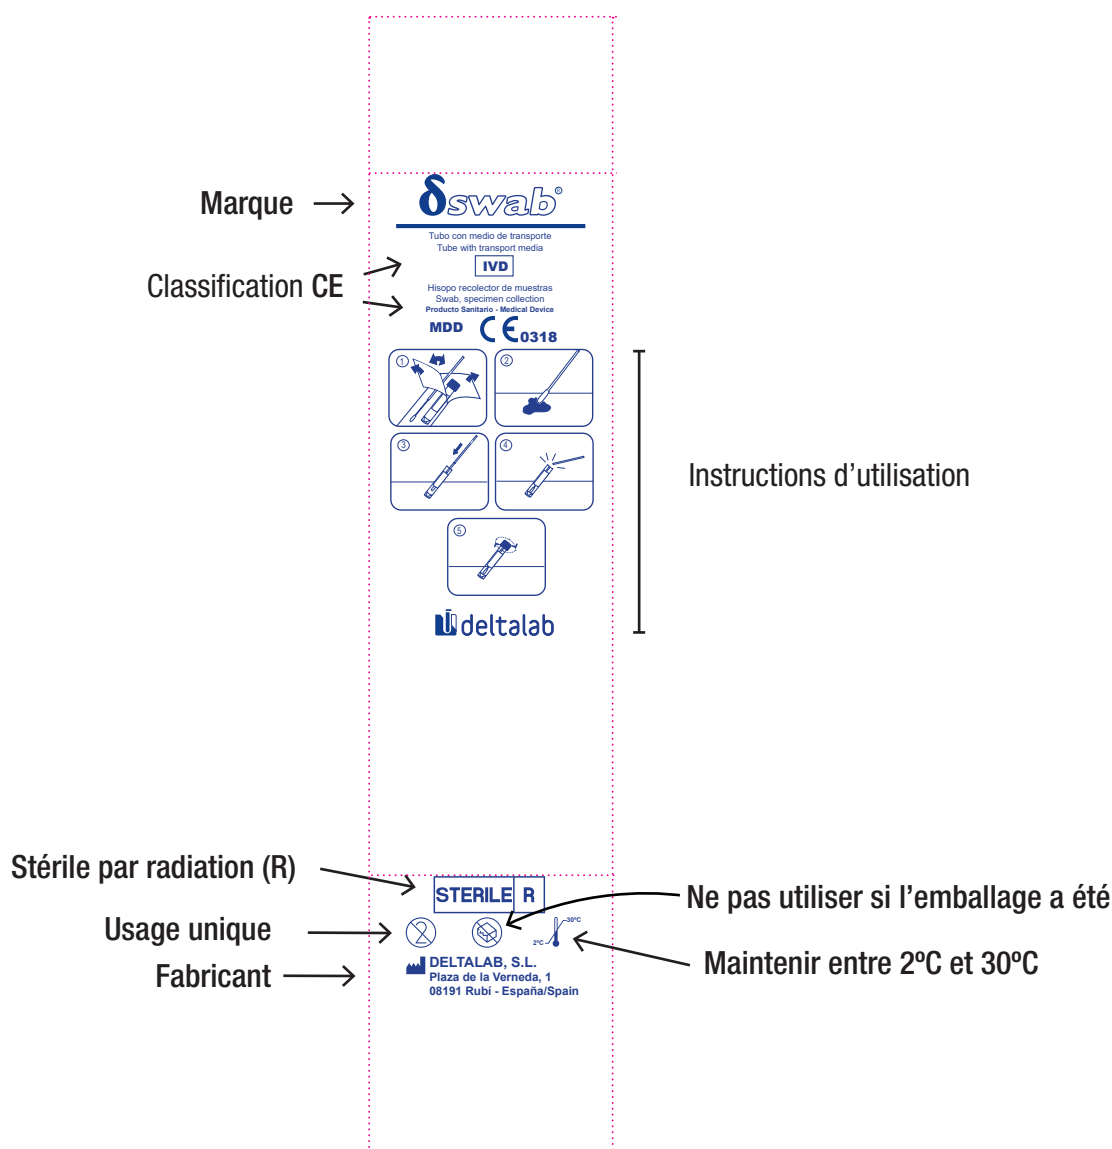 Marque
δswab®
Tubo con medio de transporte
Tube with transport media
IVD
Classification CE
Hisopo recolector de muestras
Swab, specimen collection
Producto Sanitario - Medical Device
MDD CE 0318
1
2
3
4
5
Instructions d’utilisation
deltalab
Stérile par radiation (R)
STERILE R
Ne pas utiliser si l’emballage a été
Usage unique
2
30ºC
2ºC
Maintenir entre 2ºC et 30ºC
Fabricant
DELTALAB, S.L.
Plaza de la Verneda, 1
08191 Rubí - España/Spain